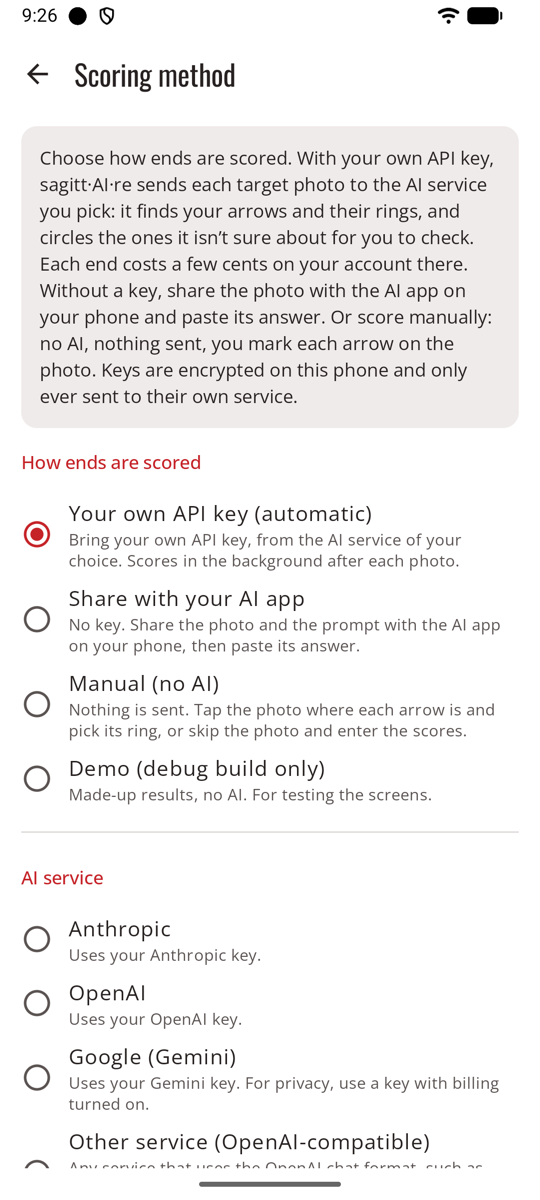 9:26
Scoring method
Choose how ends are scored. With your own API key,
sagitt·AI·re sends each target photo to the AI service
you pick: it finds your arrows and their rings, and
circles the ones it isn’t sure about for you to check.
Each end costs a few cents on your account there.
Without a key, share the photo with the AI app on
your phone and paste its answer. Or score manually:
no AI, nothing sent, you mark each arrow on the
photo. Keys are encrypted on this phone and only
ever sent to their own service.
How ends are scored
Your own API key (automatic)
Bring your own API key, from the AI service of your
choice. Scores in the background after each photo.
Share with your AI app
No key. Share the photo and the prompt with the AI app
on your phone, then paste its answer.
Manual (no AI)
Nothing is sent. Tap the photo where each arrow is and
pick its ring, or skip the photo and enter the scores.
Demo (debug build only)
Made-up results, no AI. For testing the screens.
AI service
Anthropic
Uses your Anthropic key.
OpenAI
Uses your OpenAI key.
Google (Gemini)
Uses your Gemini key. For privacy, use a key with billing
turned on.
Other service (OpenAI-compatible)
Any service that uses the OpenAI chat format, such as